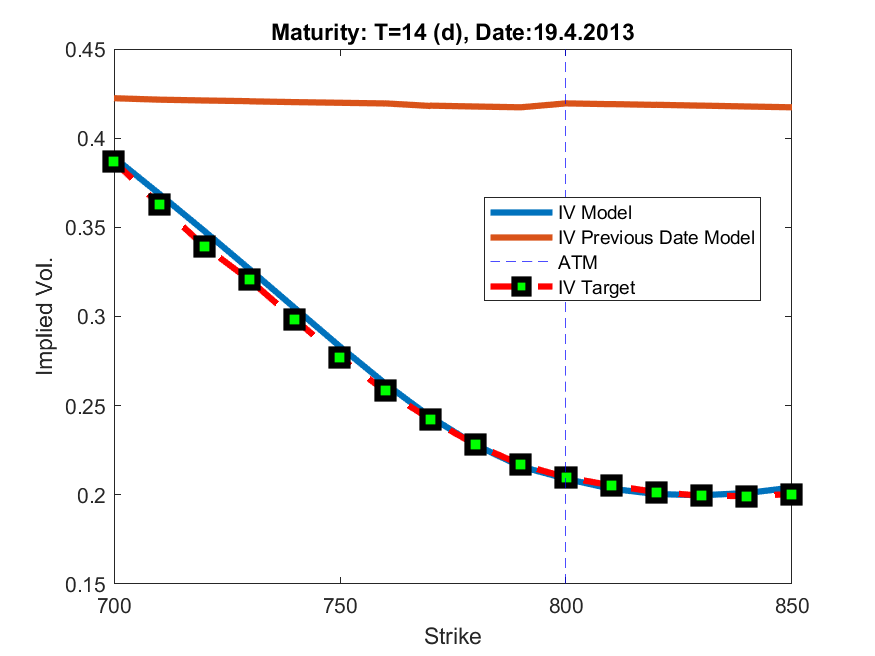 Maturity: T=14 (d), Date:19.4.2013
0.45
0.4
0.35
0.3
0.25
0.2
0.15
Implied Vol.
IV Model
IV Previous Date Model
ATM
IV Target
700
750
800
850
Strike